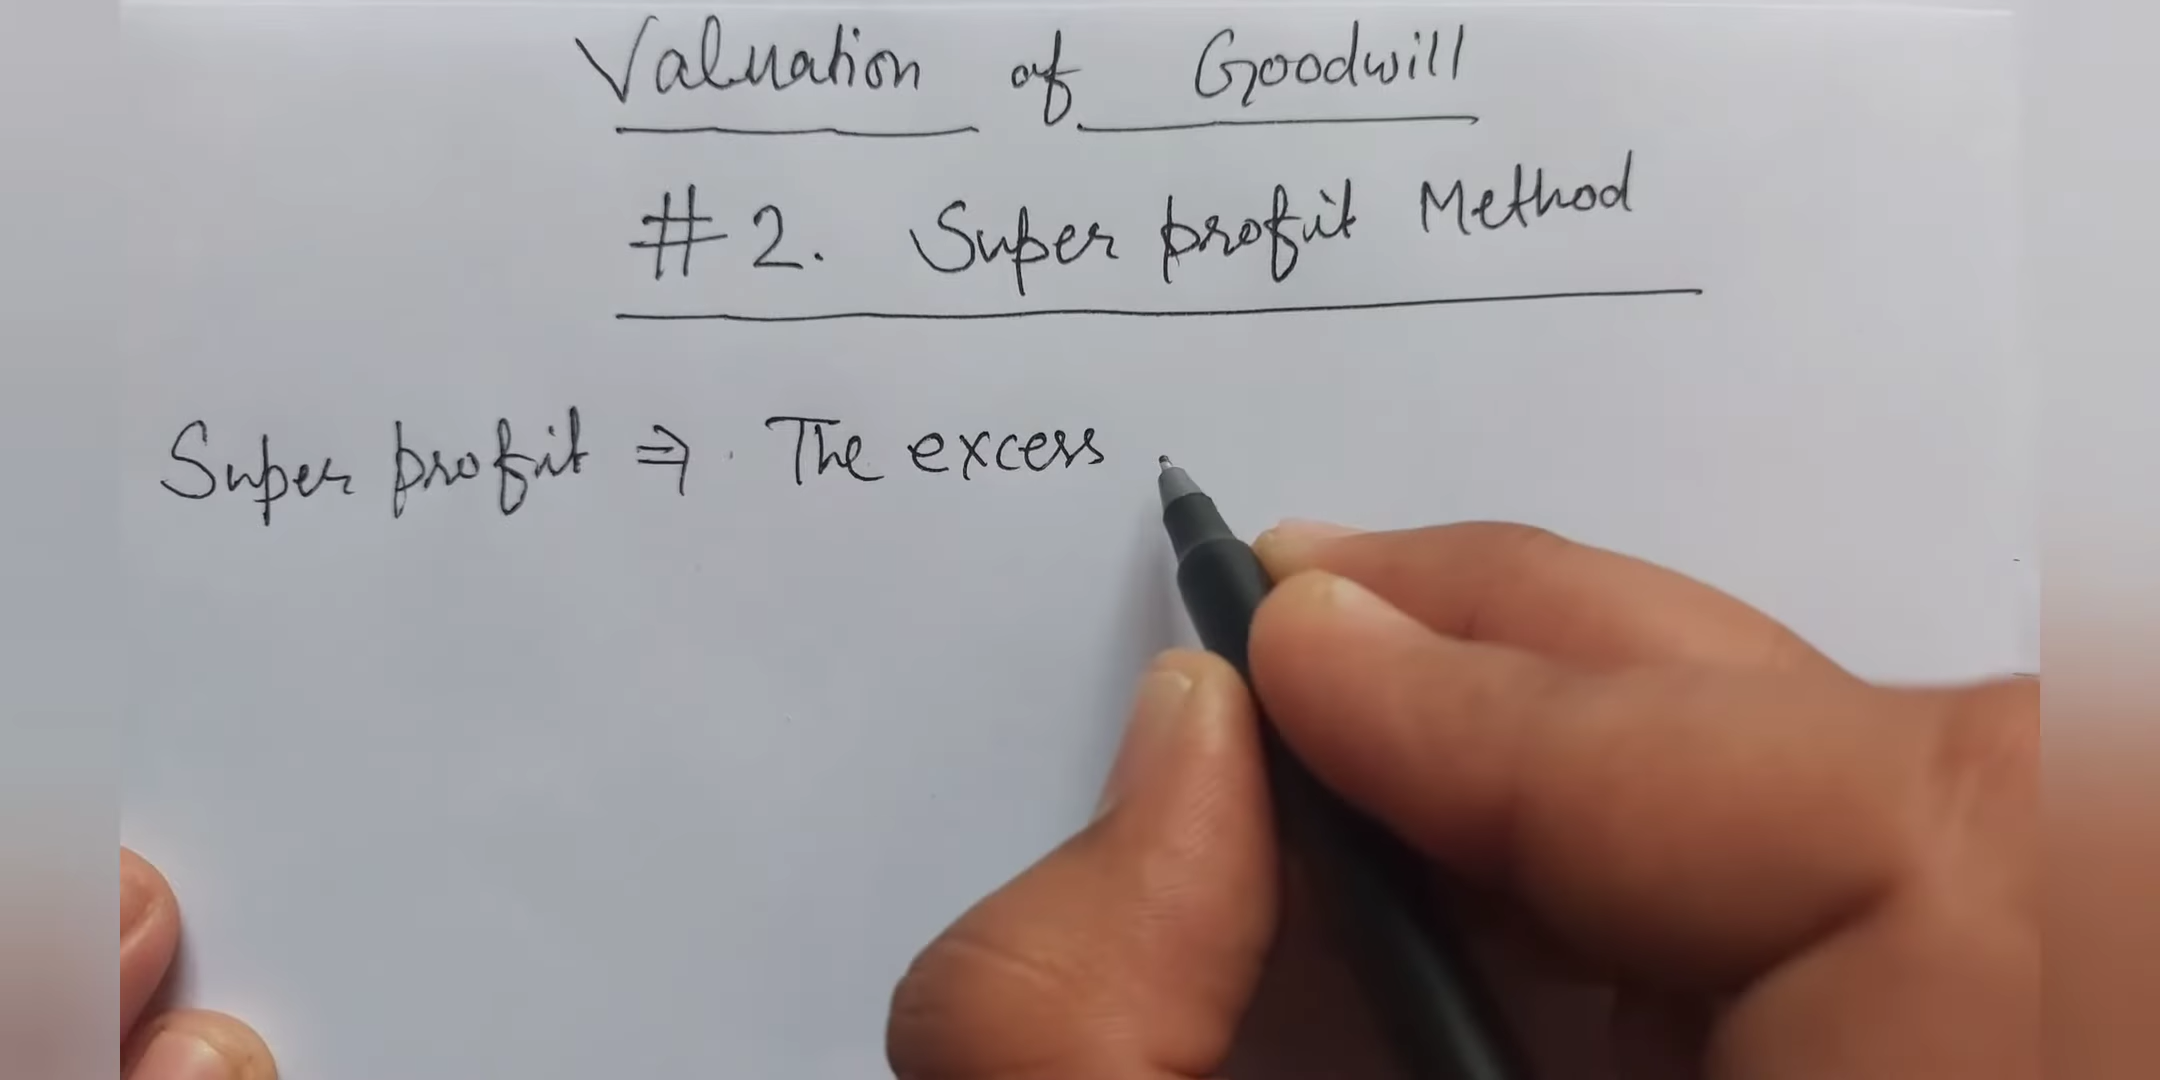 Valuation of Goodwill
# 2. Super profit Method
Super profit ⇒ The excess